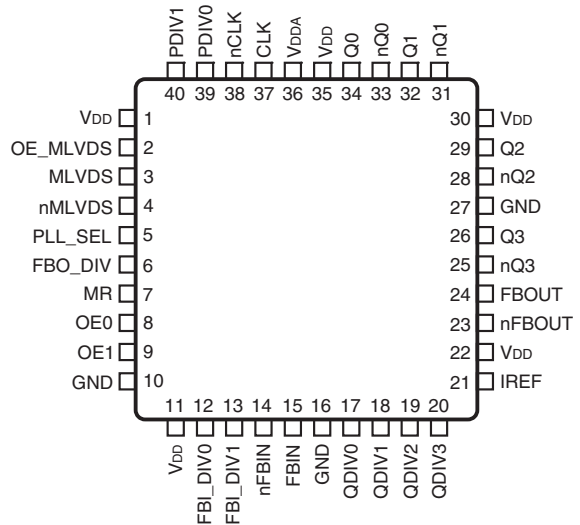 PDIV1 PDIV0 nCLK CLK VDDA VDD Q0 nQ0 Q1 nQ1
40 39 38 37 36 35 34 33 32 31
VDD 1 30 VDD
OE_MLVDS 2 29 Q2
MLVDS 3 28 nQ2
nMLVDS 4 27 GND
PLL_SEL 5 26 Q3
FBO_DIV 6 25 nQ3
MR 7 24 FBOUT
OE0 8 23 nFBOUT
OE1 9 22 VDD
GND 10 21 IREF
11 12 13 14 15 16 17 18 19 20
VDD FBI_DIV0 FBI_DIV1 nFBIN FBIN GND QDIV0 QDIV1 QDIV2 QDIV3